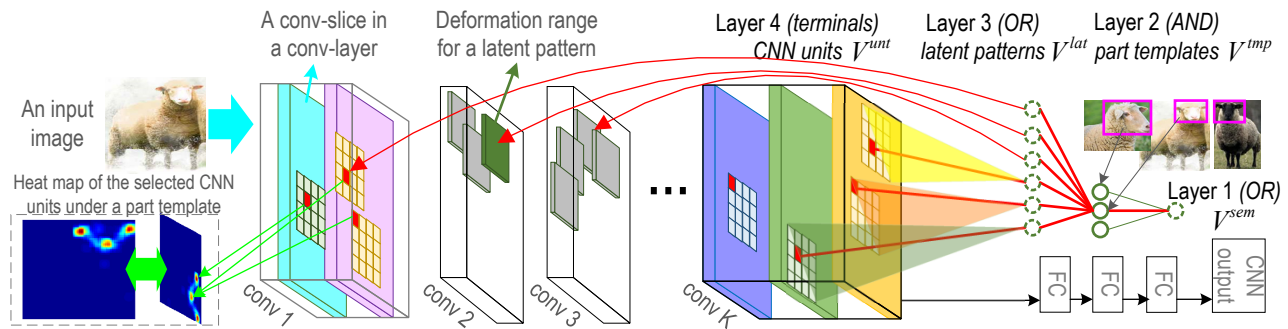 A conv-slice in
a conv-layer
Deformation range
for a latent pattern
Layer 4 (terminals)
CNN units V^unt
Layer 3 (OR)
latent patterns V^lat
Layer 2 (AND)
part templates V^tmp
An input
image
Heat map of the selected CNN
units under a part template
...
Layer 1 (OR)
V^sem
conv 1
conv 2
conv 3
conv K
FC
FC
FC
CNN
output